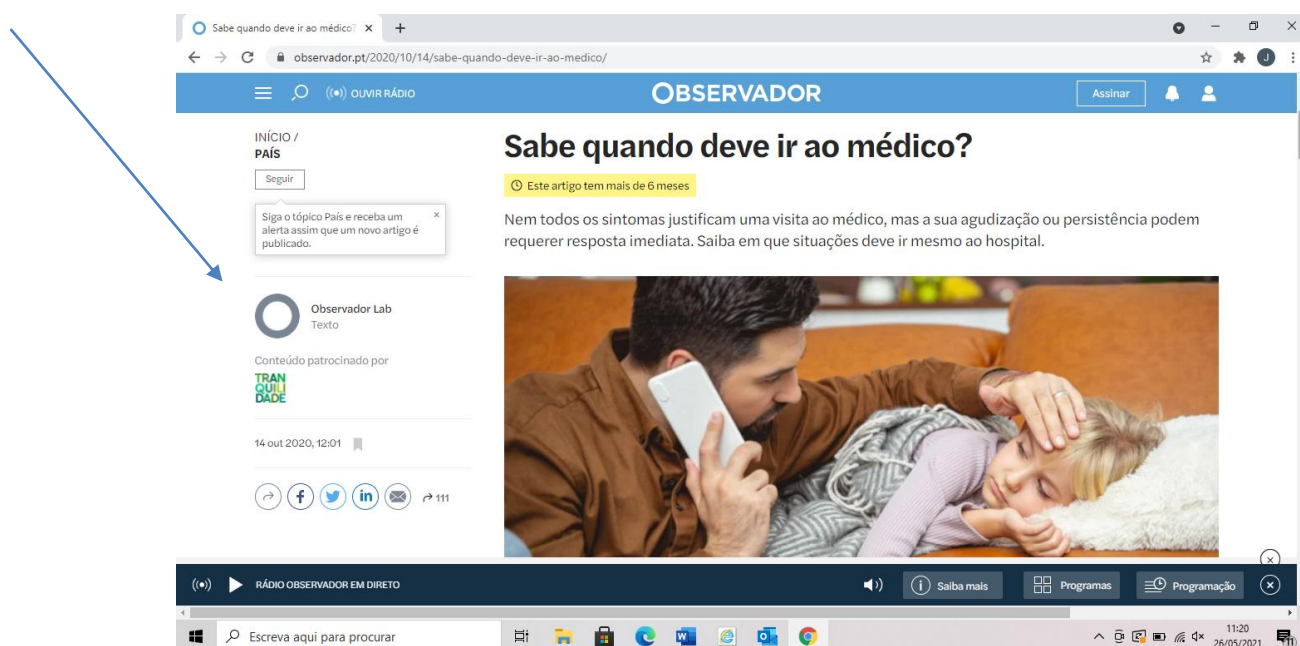 Sabe quando deve ir ao médico?
observador.pt/2020/10/14/sabe-quando-deve-ir-ao-medico/
J
OUVIR RÁDIO
OBSERVADOR
Assinar
INÍCIO /
PAÍS
Seguir
Siga o tópico País e receba um
alerta assim que um novo artigo é
publicado.
Observador Lab
Texto
Conteúdo patrocinado por
TRAN
QUILI
DADE
14 out 2020, 12:01
111
Sabe quando deve ir ao médico?
Este artigo tem mais de 6 meses
Nem todos os sintomas justificam uma visita ao médico, mas a sua agudização ou persistência podem
requerer resposta imediata. Saiba em que situações deve ir mesmo ao hospital.
RÁDIO OBSERVADOR EM DIRETO
Saiba mais
Programas
Programação
Escreva aqui para procurar
11:20
26/05/2021
11